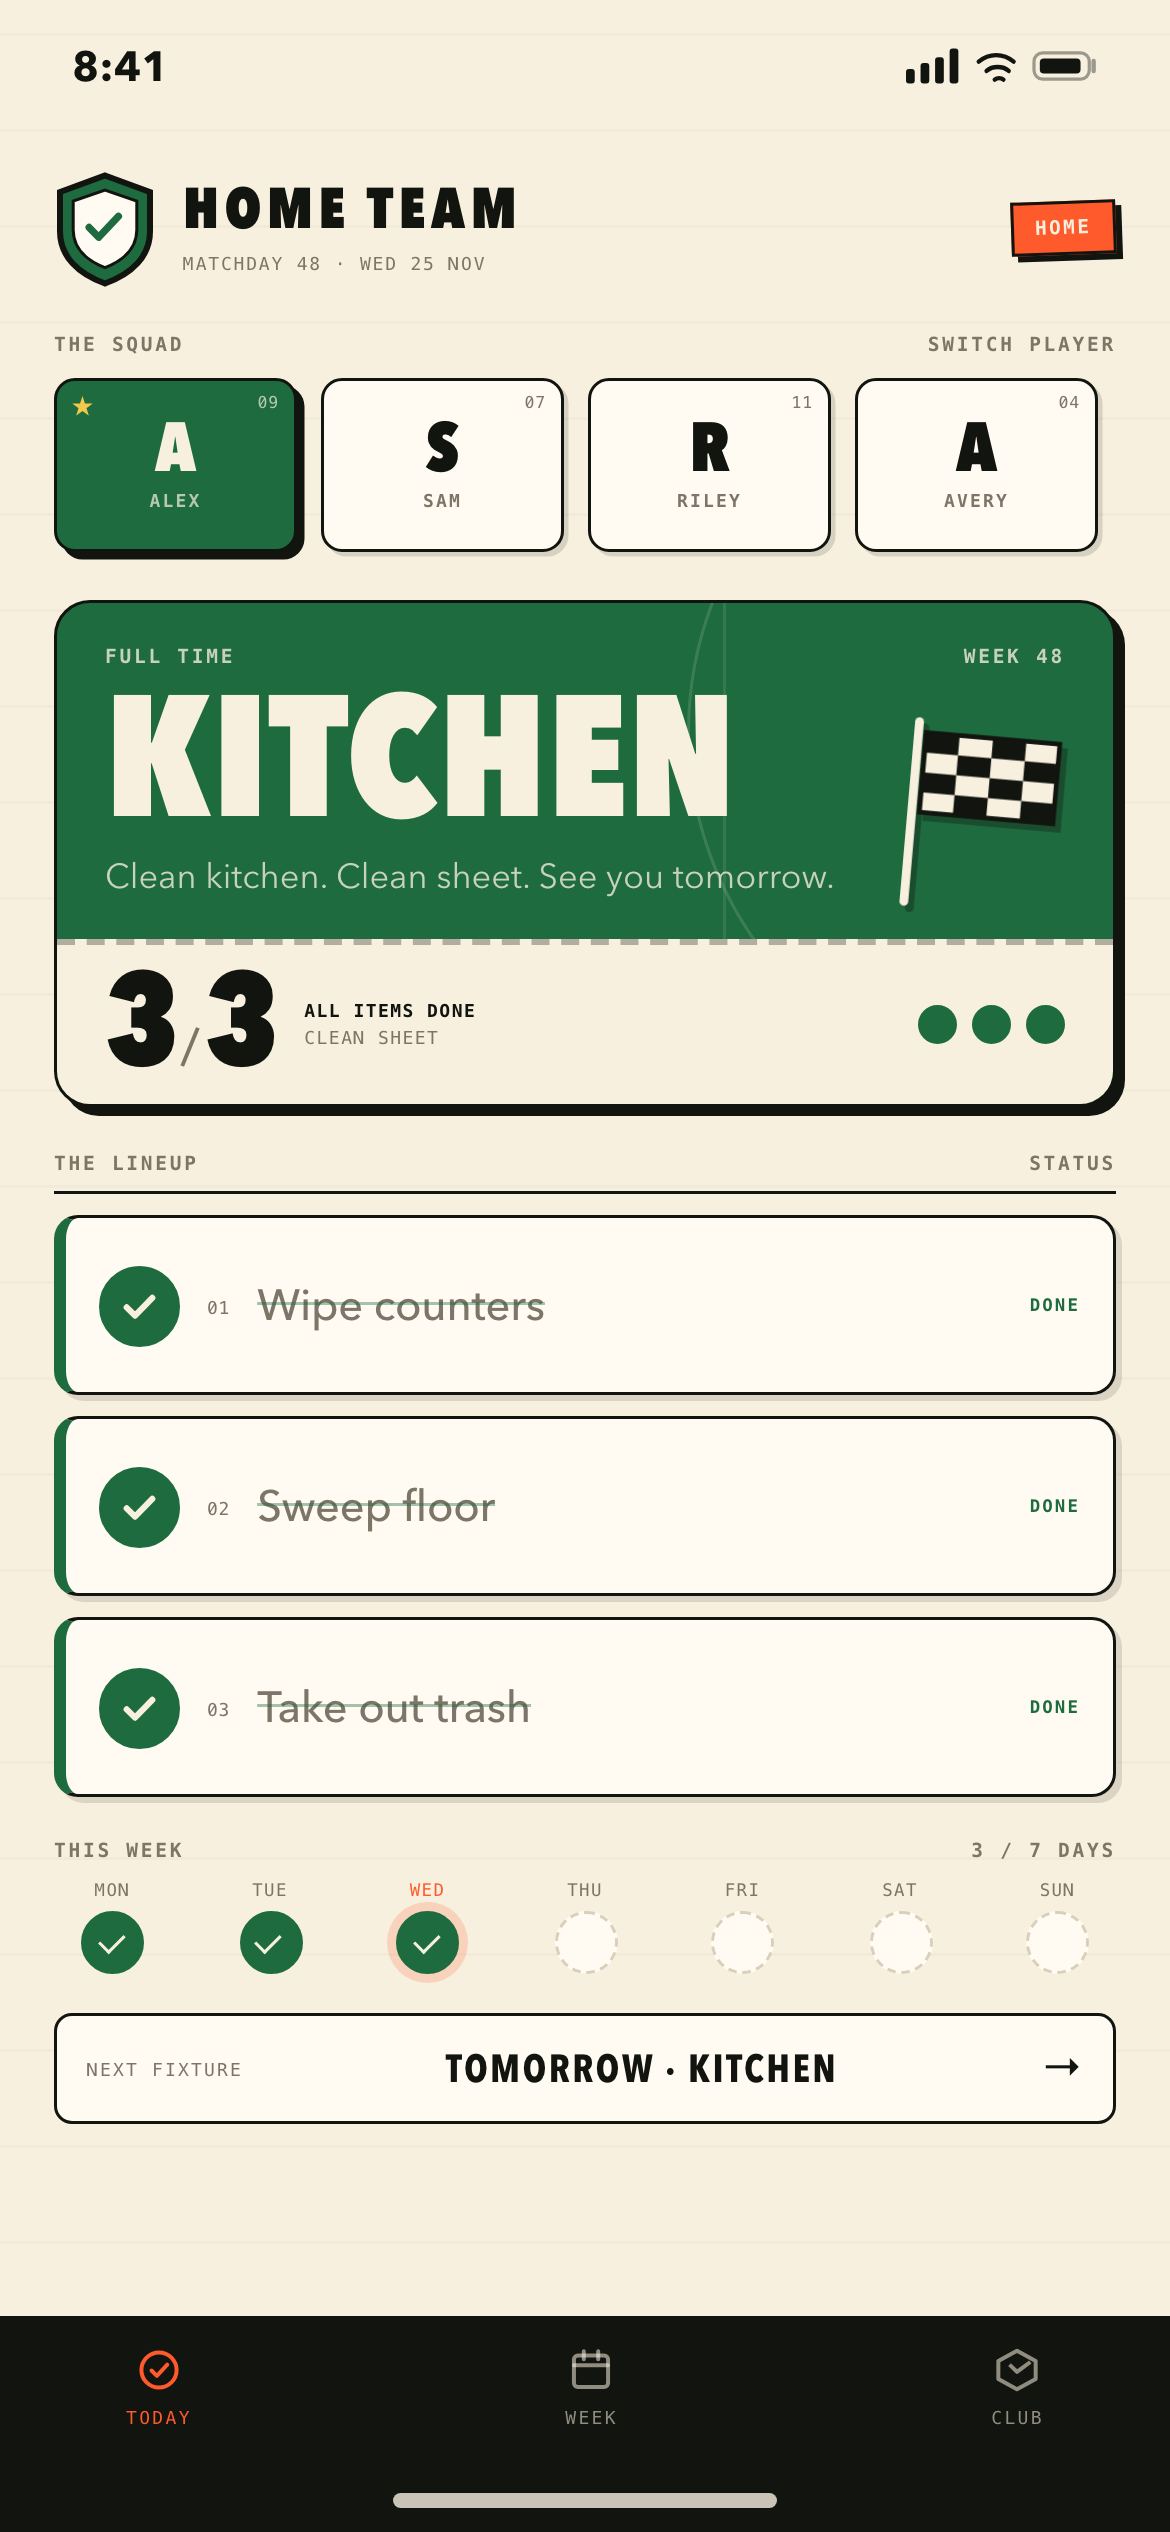 8:41
HOME TEAM
MATCHDAY 48 · WED 25 NOV
HOME
THE SQUAD
SWITCH PLAYER
09
A
ALEX
07
S
SAM
11
R
RILEY
04
A
AVERY
FULL TIME
WEEK 48
KITCHEN
Clean kitchen. Clean sheet. See you tomorrow.
3/3
ALL ITEMS DONE
CLEAN SHEET
THE LINEUP
STATUS
01 Wipe counters DONE
02 Sweep floor DONE
03 Take out trash DONE
THIS WEEK
3 / 7 DAYS
MON TUE WED THU FRI SAT SUN
NEXT FIXTURE TOMORROW · KITCHEN →
TODAY WEEK CLUB